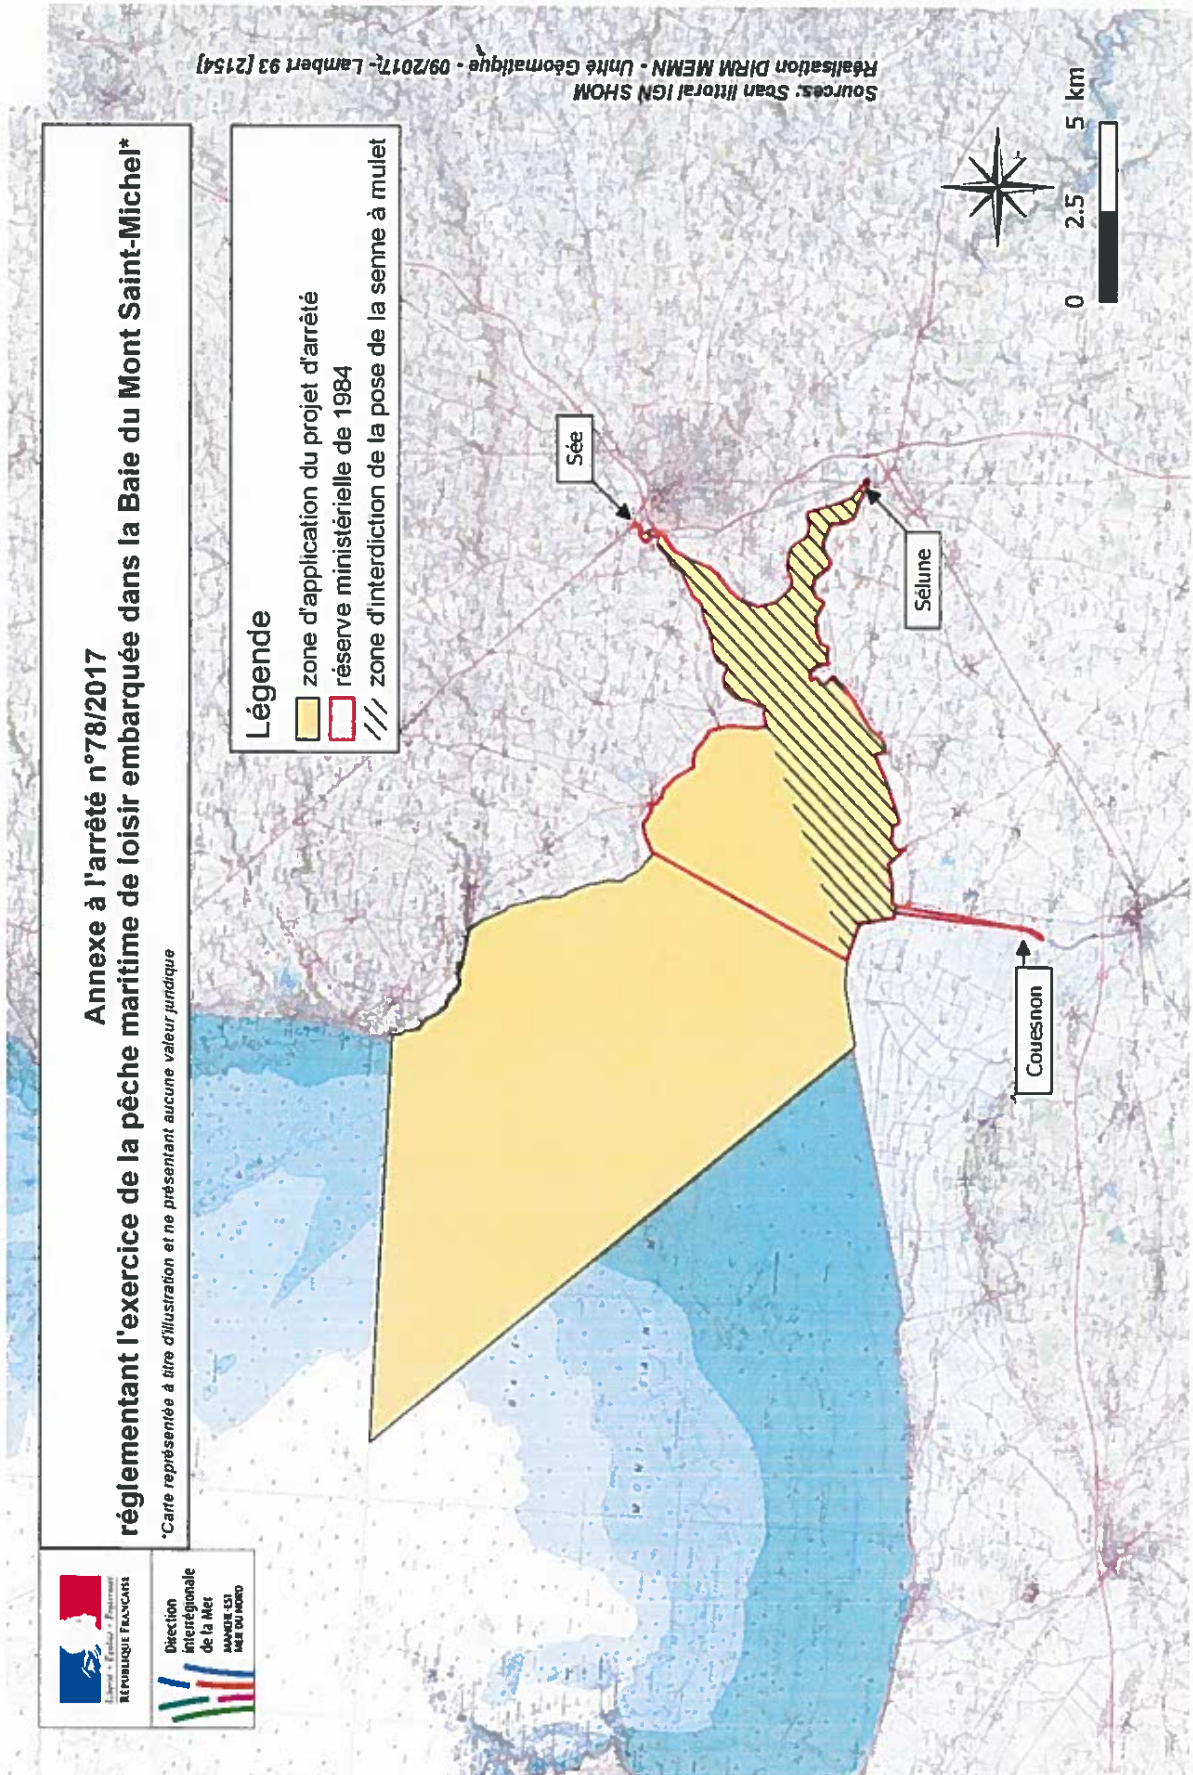 Annexe à l'arrêté n°78/2017
réglementant l'exercice de la pêche maritime de loisir embarquée dans la Baie du Mont Saint-Michel*
*Carte représentée à titre d'illustration et ne présentant aucune valeur juridique
RÉPUBLIQUE FRANÇAISE
Direction
interrégionale
de la Mer
MANCHE-EST
MER DU NORD
Légende
zone d'application du projet d'arrêté
réserve ministérielle de 1984
zone d'interdiction de la pose de la senne à mulet
Sée
Sélune
Couesnon
0 2.5 5 km
Sources: Scan littoral IGN SHOM
Réalisation DIRM MEMN - Unité Géomatique - 09/2017 - Lambert 93 [2154]